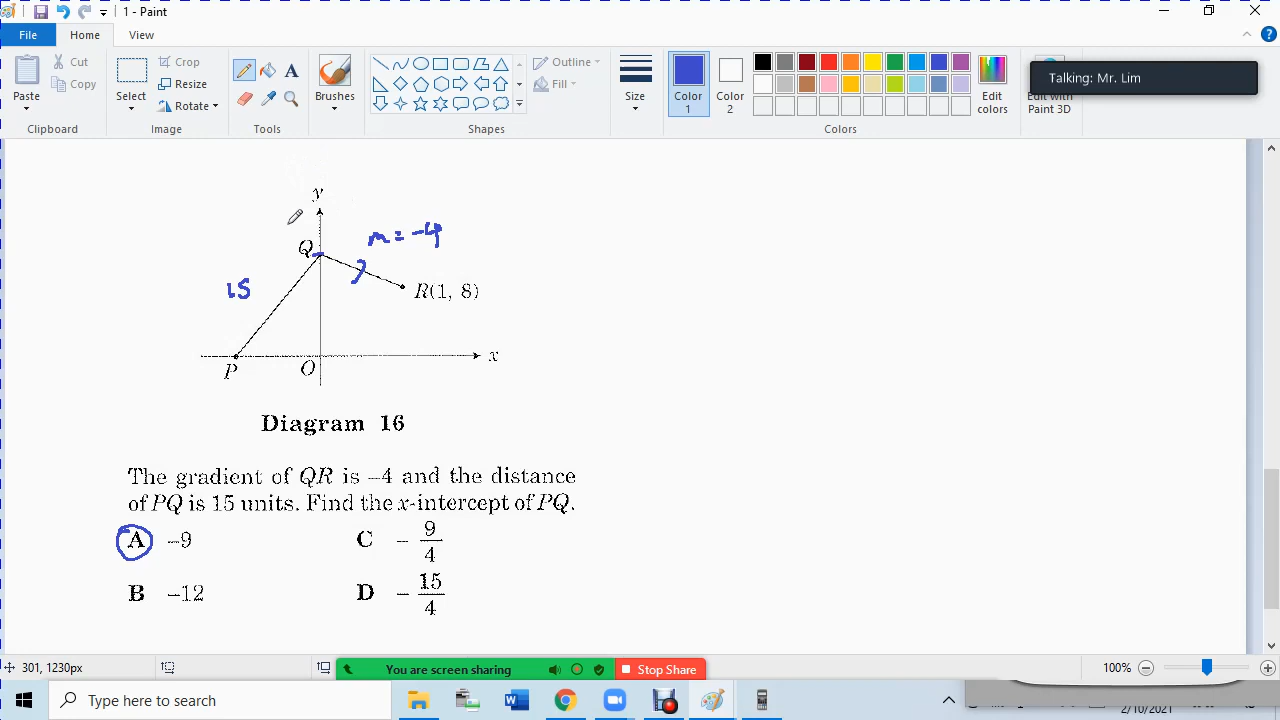 1 - Paint
File Home View
Paste
Cut
Copy
Clipboard
Select
Crop
Resize
Rotate
Image
A
Tools
Brushes
Outline
Fill
Shapes
Size
Color
1
Color
2
Edit
colors
Edit with
Paint 3D
Colors
Talking: Mr. Lim
y
Q
m = -4
15
R(1, 8)
P
O
x
Diagram 16
The gradient of QR is −4 and the distance
of PQ is 15 units. Find the x-intercept of PQ.
A −9
C − 9/4
B −12
D − 15/4
301, 1230px
You are screen sharing
Stop Share
100%
Type here to search
2/10/2021